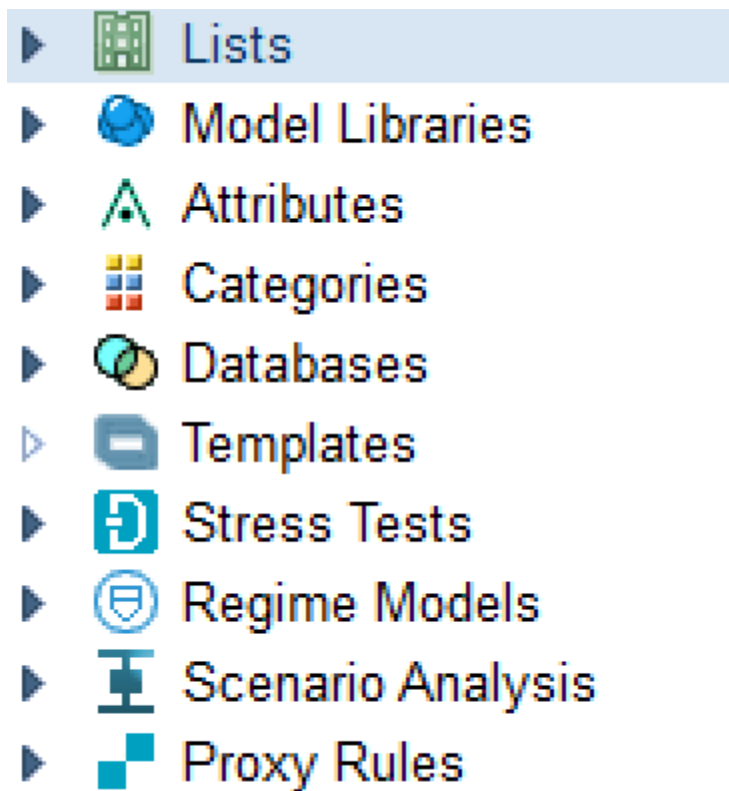 Lists
Model Libraries
Attributes
Categories
Databases
Templates
Stress Tests
Regime Models
Scenario Analysis
Proxy Rules